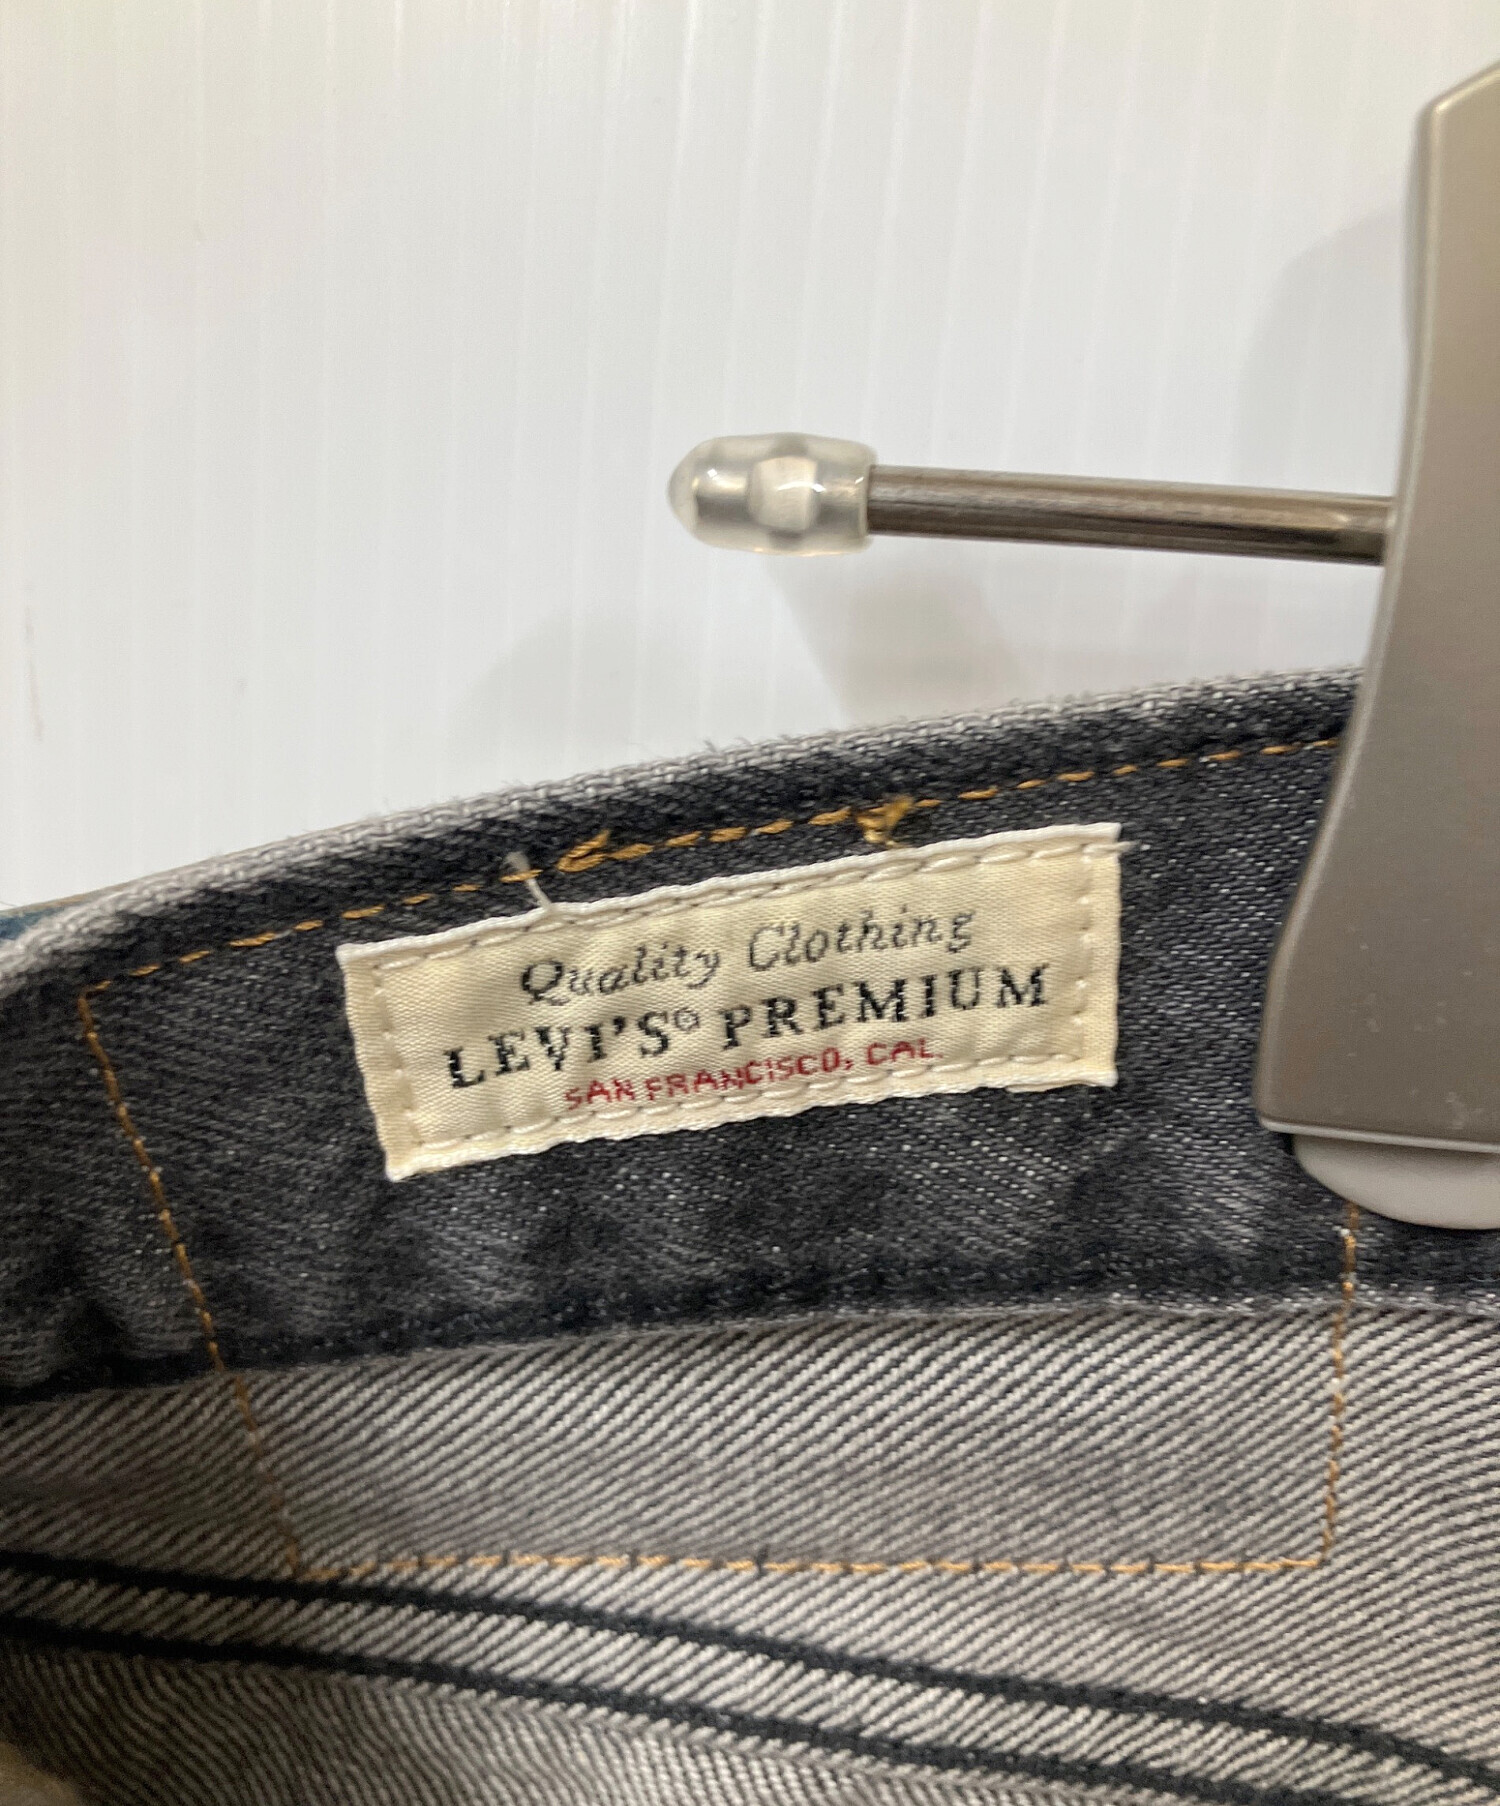 Quality Clothing
LEVI'S® PREMIUM
SAN FRANCISCO, CAL.